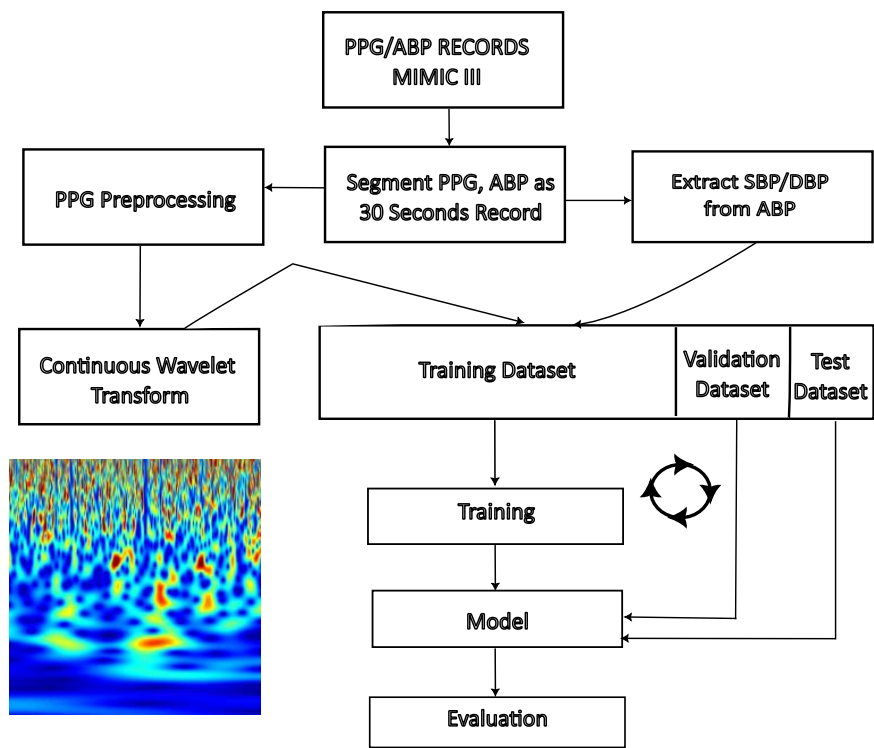 PPG/ABP RECORDS
MIMIC III
PPG Preprocessing
Segment PPG, ABP as
30 Seconds Record
Extract SBP/DBP
from ABP
Continuous Wavelet
Transform
Training Dataset
Validation
Dataset
Test
Dataset
Training
Model
Evaluation